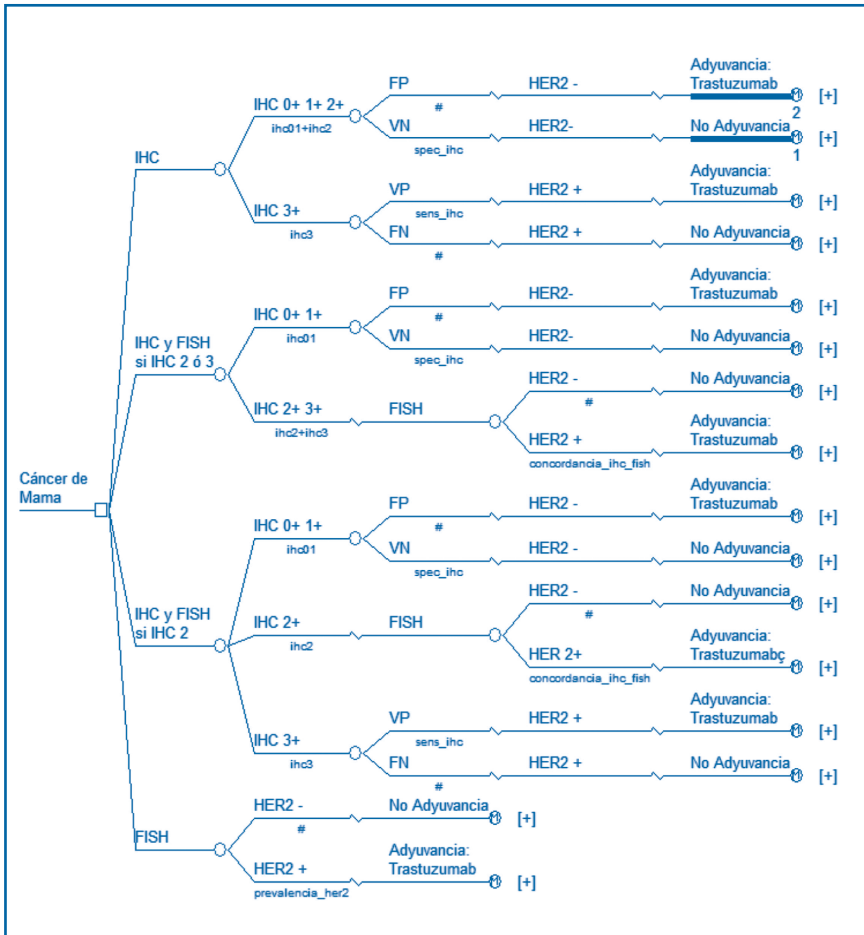 Adyuvancia:
FP HER2 - Trastuzumab [+]
IHC 0+ 1+ 2+ # 2
ihc01+ihc2 VN HER2- No Adyuvancia [+]
spec_ihc 1
IHC
Adyuvancia:
VP HER2 + Trastuzumab [+]
IHC 3+ sens_ihc
ihc3 FN HER2 + No Adyuvancia [+]
#
Adyuvancia:
FP HER2- Trastuzumab [+]
IHC 0+ 1+ #
ihc01 VN HER2- No Adyuvancia [+]
spec_ihc
IHC y FISH
si IHC 2 ó 3
HER2 - No Adyuvancia [+]
IHC 2+ 3+ FISH #
ihc2+ihc3 Adyuvancia:
HER2 + Trastuzumab [+]
concordancia_ihc_fish
Cáncer de
Mama
Adyuvancia:
FP HER2 - Trastuzumab [+]
IHC 0+ 1+ #
ihc01 VN HER2 - No Adyuvancia [+]
spec_ihc
IHC y FISH
si IHC 2
HER2 - No Adyuvancia [+]
IHC 2+ FISH #
ihc2 Adyuvancia:
HER 2+ Trastuzumabç [+]
concordancia_ihc_fish
Adyuvancia:
VP HER2 + Trastuzumab [+]
IHC 3+ sens_ihc
ihc3 FN HER2 + No Adyuvancia [+]
#
HER2 - No Adyuvancia [+]
#
FISH
Adyuvancia:
HER2 + Trastuzumab [+]
prevalencia_her2